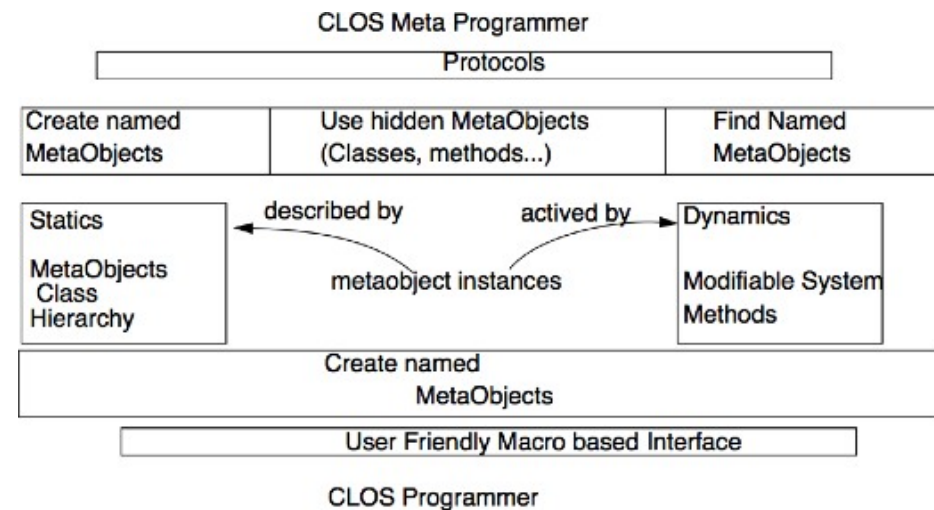 CLOS Meta Programmer
Protocols
Create named
MetaObjects
Use hidden MetaObjects
(Classes, methods...)
Find Named
MetaObjects
Statics
MetaObjects
Class
Hierarchy
described by
actived by
metaobject instances
Dynamics
Modifiable System
Methods
Create named
MetaObjects
User Friendly Macro based Interface
CLOS Programmer